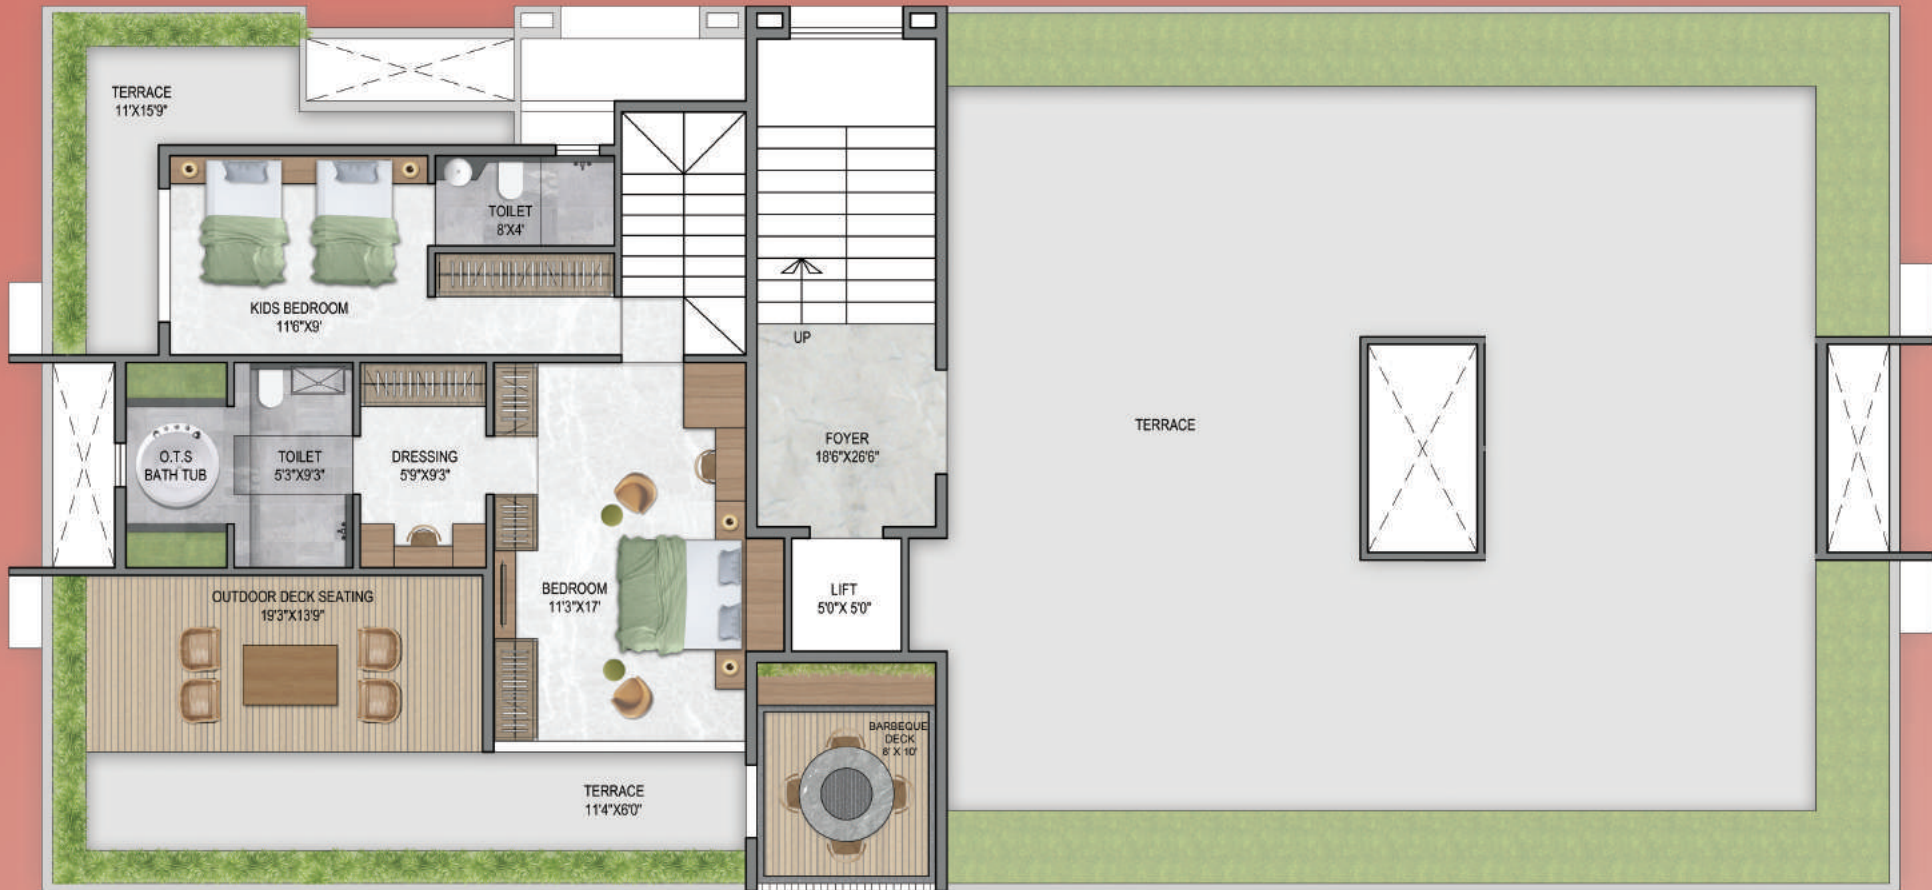 TERRACE
11'X15'9"
TOILET
8'X4'
KIDS BEDROOM
11'6"X9'
UP
FOYER
18'6"X26'6"
TERRACE
O.T.S
BATH TUB
TOILET
5'3"X9'3"
DRESSING
5'9"X9'3"
OUTDOOR DECK SEATING
19'3"X13'9"
BEDROOM
11'3"X17'
LIFT
5'0"X 5'0"
BARBEQUE
DECK
8' X 10'
TERRACE
11'4"X6'0"